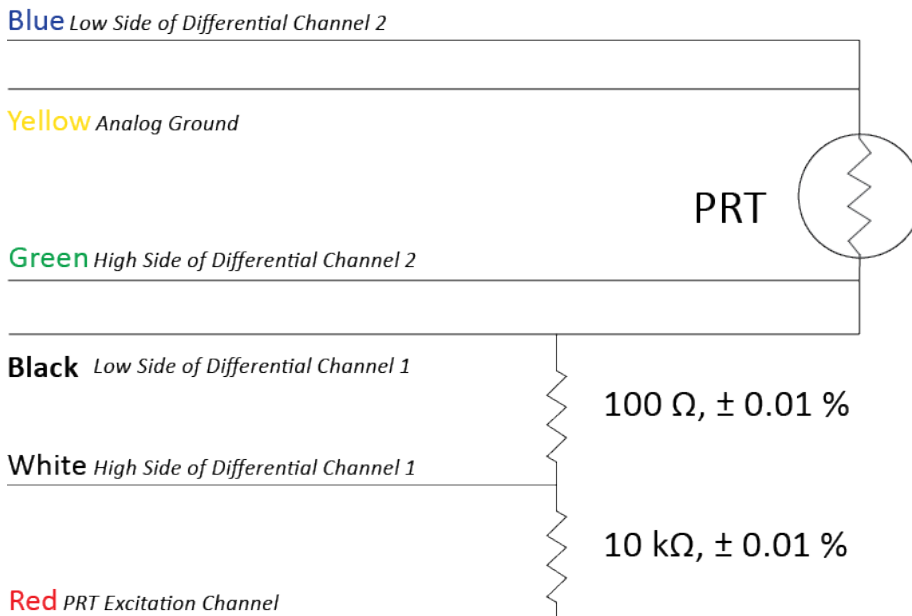 Blue Low Side of Differential Channel 2
Yellow Analog Ground
PRT
Green High Side of Differential Channel 2
Black Low Side of Differential Channel 1
100 Ω, ± 0.01 %
White High Side of Differential Channel 1
10 kΩ, ± 0.01 %
Red PRT Excitation Channel